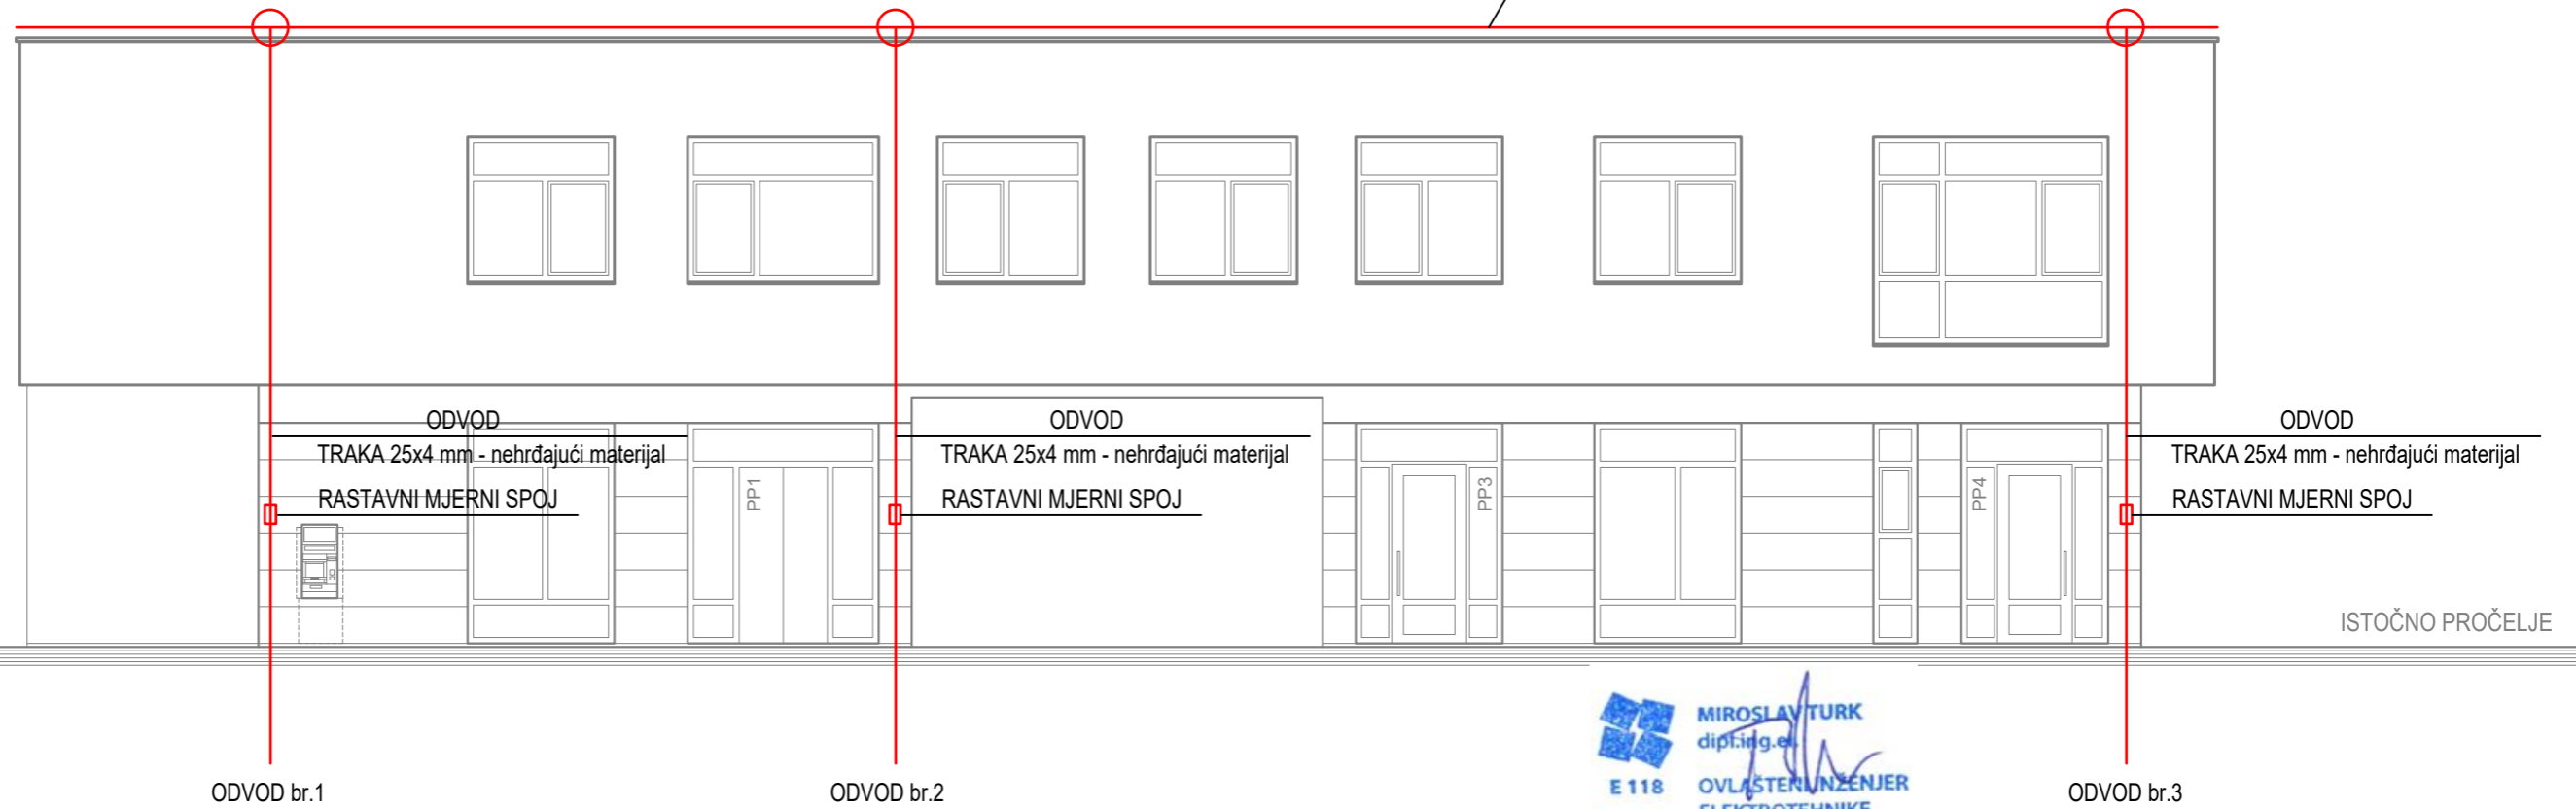 ODVOD
TRAKA 25x4 mm - nehrđajući materijal
RASTAVNI MJERNI SPOJ
PP1
ODVOD
TRAKA 25x4 mm - nehrđajući materijal
RASTAVNI MJERNI SPOJ
PP3
PP4
ODVOD
TRAKA 25x4 mm - nehrđajući materijal
RASTAVNI MJERNI SPOJ
ISTOČNO PROČELJE
MIROSLAV TURK
dipl.ing.el.
E 118 OVLAŠTENI INŽENJER
ELEKTROTEHNIKE
ODVOD br.1
ODVOD br.2
ODVOD br.3